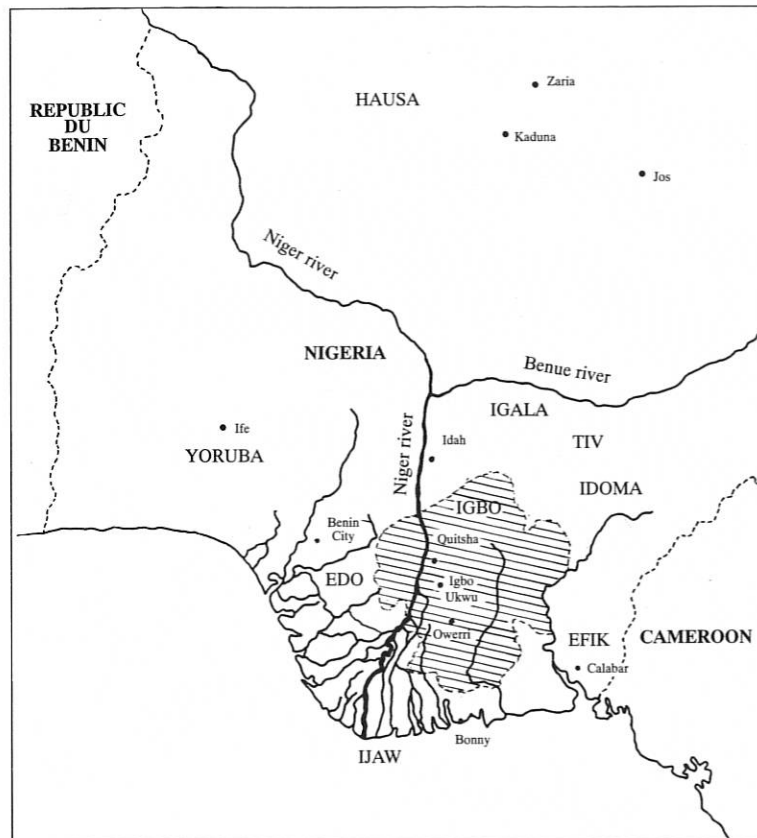 Zaria
HAUSA
REPUBLIC
DU
BENIN
Kaduna
Jos
Niger river
NIGERIA
Benue river
IGALA
Ife
Niger river
Idah
TIV
YORUBA
IDOMA
IGBO
Benin
City
Quitsha
EDO
Igbo
Ukwu
Owerri
EFIK
CAMEROON
Calabar
Bonny
IJAW